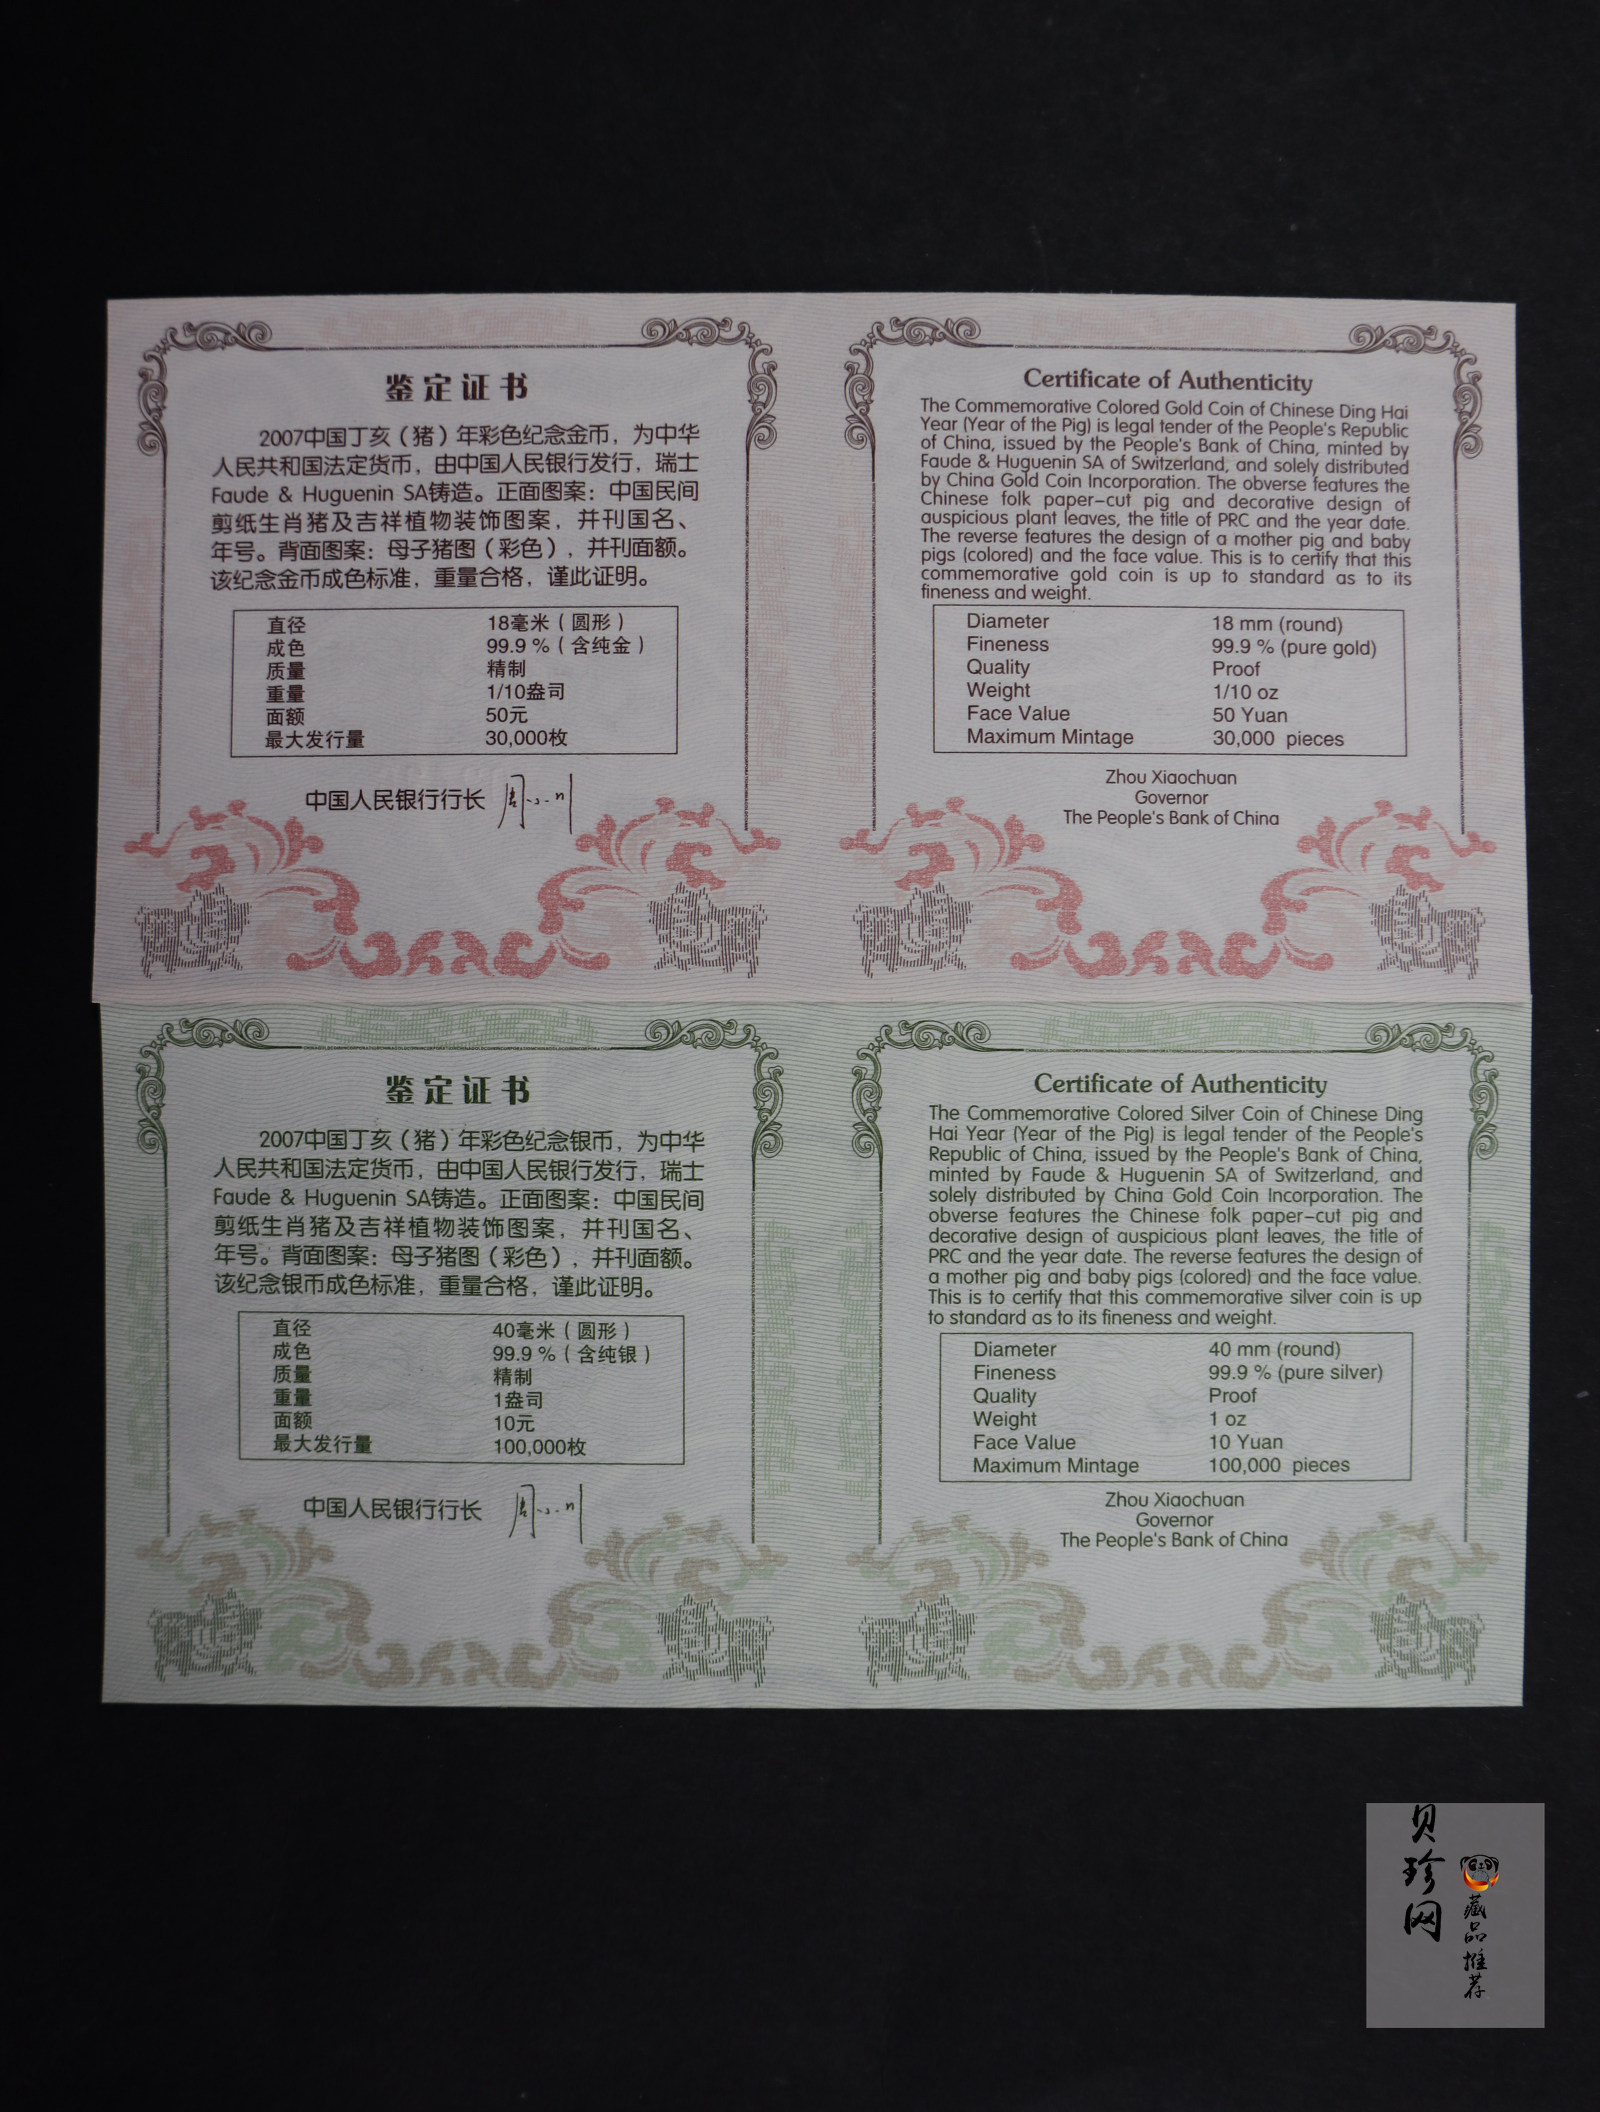 鉴定证书
2007中国丁亥（猪）年彩色纪念金币，为中华
人民共和国法定货币，由中国人民银行发行，瑞士
Faude & Huguenin SA铸造。正面图案：中国民间
剪纸生肖猪及吉祥植物装饰图案，并刊国名、
年号。背面图案：母子猪图（彩色），并刊面额。
该纪念金币成色标准，重量合格，谨此证明。
直径 18毫米（圆形）
成色 99.9 %（含纯金）
质量 精制
重量 1/10盎司
面额 50元
最大发行量 30,000枚
中国人民银行行长 周小川
Certificate of Authenticity
The Commemorative Colored Gold Coin of Chinese Ding Hai
Year (Year of the Pig) is legal tender of the People's Republic
of China, issued by the People's Bank of China, minted by
Faude & Huguenin SA of Switzerland, and solely distributed
by China Gold Coin Incorporation. The obverse features the
Chinese folk paper-cut pig and decorative design of
auspicious plant leaves, the title of PRC and the year date.
The reverse features the design of a mother pig and baby
pigs (colored) and the face value. This is to certify that this
commemorative gold coin is up to standard as to its
fineness and weight.
Diameter 18 mm (round)
Fineness 99.9 % (pure gold)
Quality Proof
Weight 1/10 oz
Face Value 50 Yuan
Maximum Mintage 30,000 pieces
Zhou Xiaochuan
Governor
The People's Bank of China
鉴定证书
2007中国丁亥（猪）年彩色纪念银币，为中华
人民共和国法定货币，由中国人民银行发行，瑞士
Faude & Huguenin SA铸造。正面图案：中国民间
剪纸生肖猪及吉祥植物装饰图案，并刊国名、
年号。背面图案：母子猪图（彩色），并刊面额。
该纪念银币成色标准，重量合格，谨此证明。
直径 40毫米（圆形）
成色 99.9 %（含纯银）
质量 精制
重量 1盎司
面额 10元
最大发行量 100,000枚
中国人民银行行长 周小川
Certificate of Authenticity
The Commemorative Colored Silver Coin of Chinese Ding
Hai Year (Year of the Pig) is legal tender of the People's
Republic of China, issued by the People's Bank of China,
minted by Faude & Huguenin SA of Switzerland, and
solely distributed by China Gold Coin Incorporation. The
obverse features the Chinese folk paper-cut pig and
decorative design of auspicious plant leaves, the title of
PRC and the year date. The reverse features the design of
a mother pig and baby pigs (colored) and the face value.
This is to certify that this commemorative silver coin is up
to standard as to its fineness and weight.
Diameter 40 mm (round)
Fineness 99.9 % (pure silver)
Quality Proof
Weight 1 oz
Face Value 10 Yuan
Maximum Mintage 100,000 pieces
Zhou Xiaochuan
Governor
The People's Bank of China
贝珍网
藏品推荐